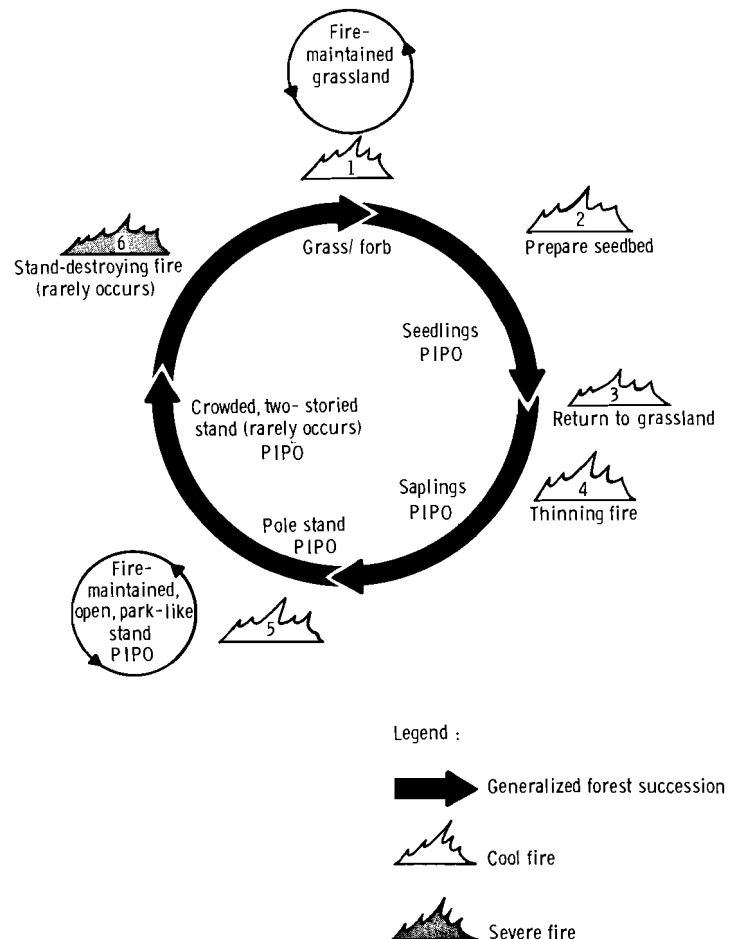 Fire-
maintained
grassland
1
2
Prepare seedbed
Grass/ forb
6
Stand-destroying fire
(rarely occurs)
Seedlings
PIPO
3
Return to grassland
Crowded, two- storied
stand (rarely occurs)
PIPO
4
Thinning fire
Saplings
PIPO
Pole stand
PIPO
Fire-
maintained,
open, park-like
stand
PIPO
5
Legend :
Generalized forest succession
Cool fire
Severe fire